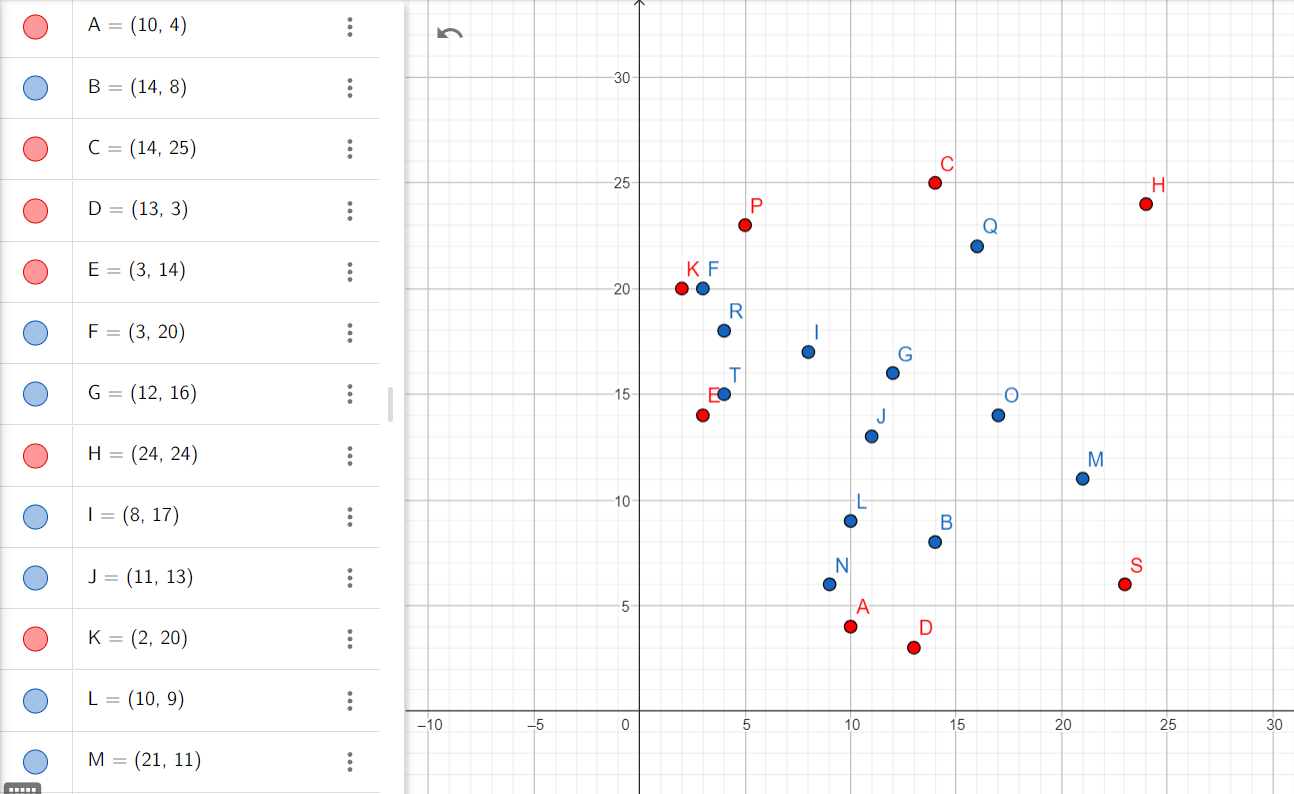 A = (10, 4)
B = (14, 8)
C = (14, 25)
D = (13, 3)
E = (3, 14)
F = (3, 20)
G = (12, 16)
H = (24, 24)
I = (8, 17)
J = (11, 13)
K = (2, 20)
L = (10, 9)
M = (21, 11)
30
C
25
H
P
Q
K F
20
R
I
G
T
15
E
O
J
M
10
L
B
N
S
5
A
D
−10 −5 0 5 10 15 20 25 30